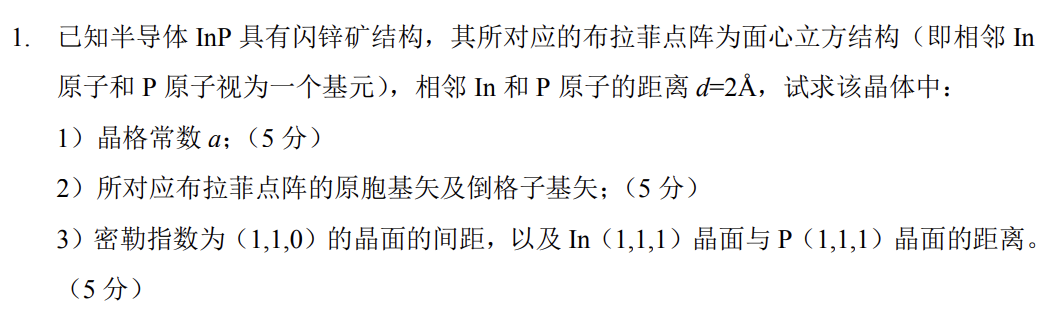 1. 已知半导体 InP 具有闪锌矿结构，其所对应的布拉菲点阵为面心立方结构（即相邻 In
原子和 P 原子视为一个基元），相邻 In 和 P 原子的距离 d=2Å，试求该晶体中：
1）晶格常数 a；（5 分）
2）所对应布拉菲点阵的原胞基矢及倒格子基矢；（5 分）
3）密勒指数为（1,1,0）的晶面的间距，以及 In（1,1,1）晶面与 P（1,1,1）晶面的距离。
（5 分）